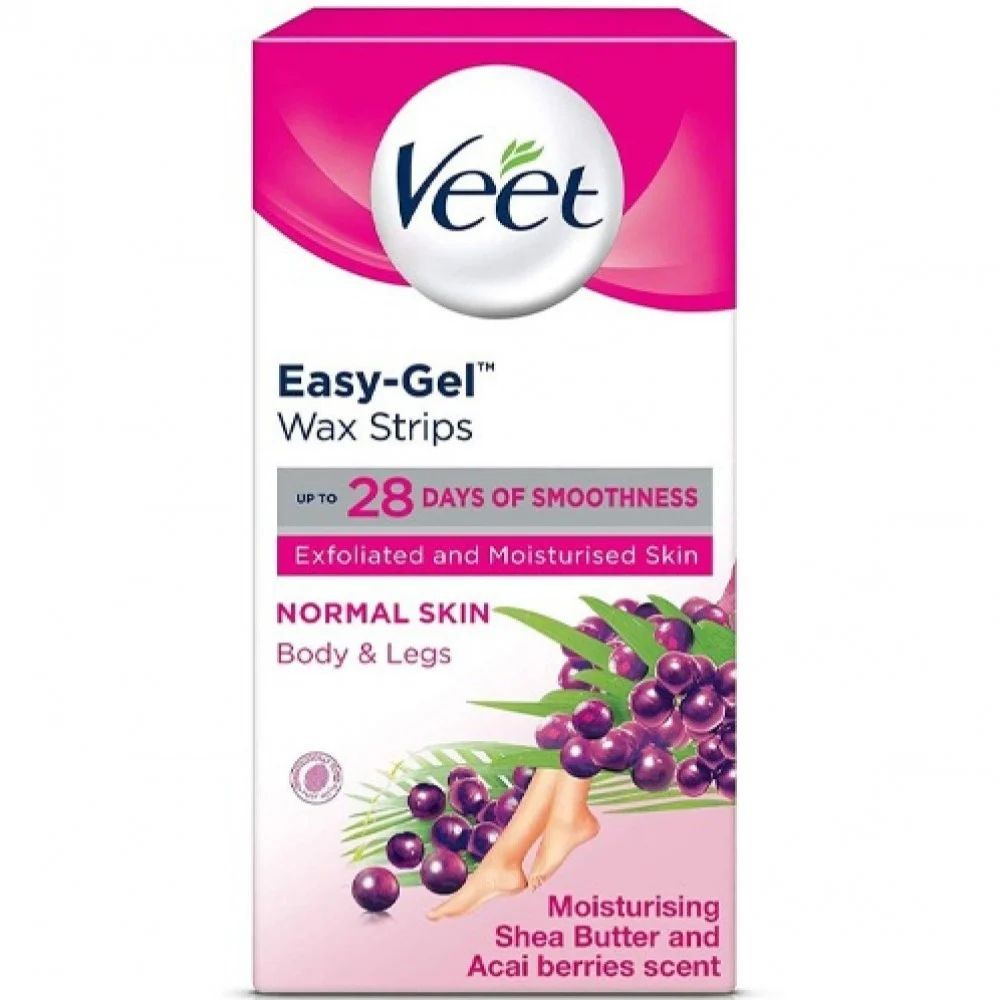 Veet
Easy-Gel™
Wax Strips
UP TO 28 DAYS OF SMOOTHNESS
Exfoliated and Moisturised Skin
NORMAL SKIN
Body & Legs
Moisturising
Shea Butter and
Acai berries scent